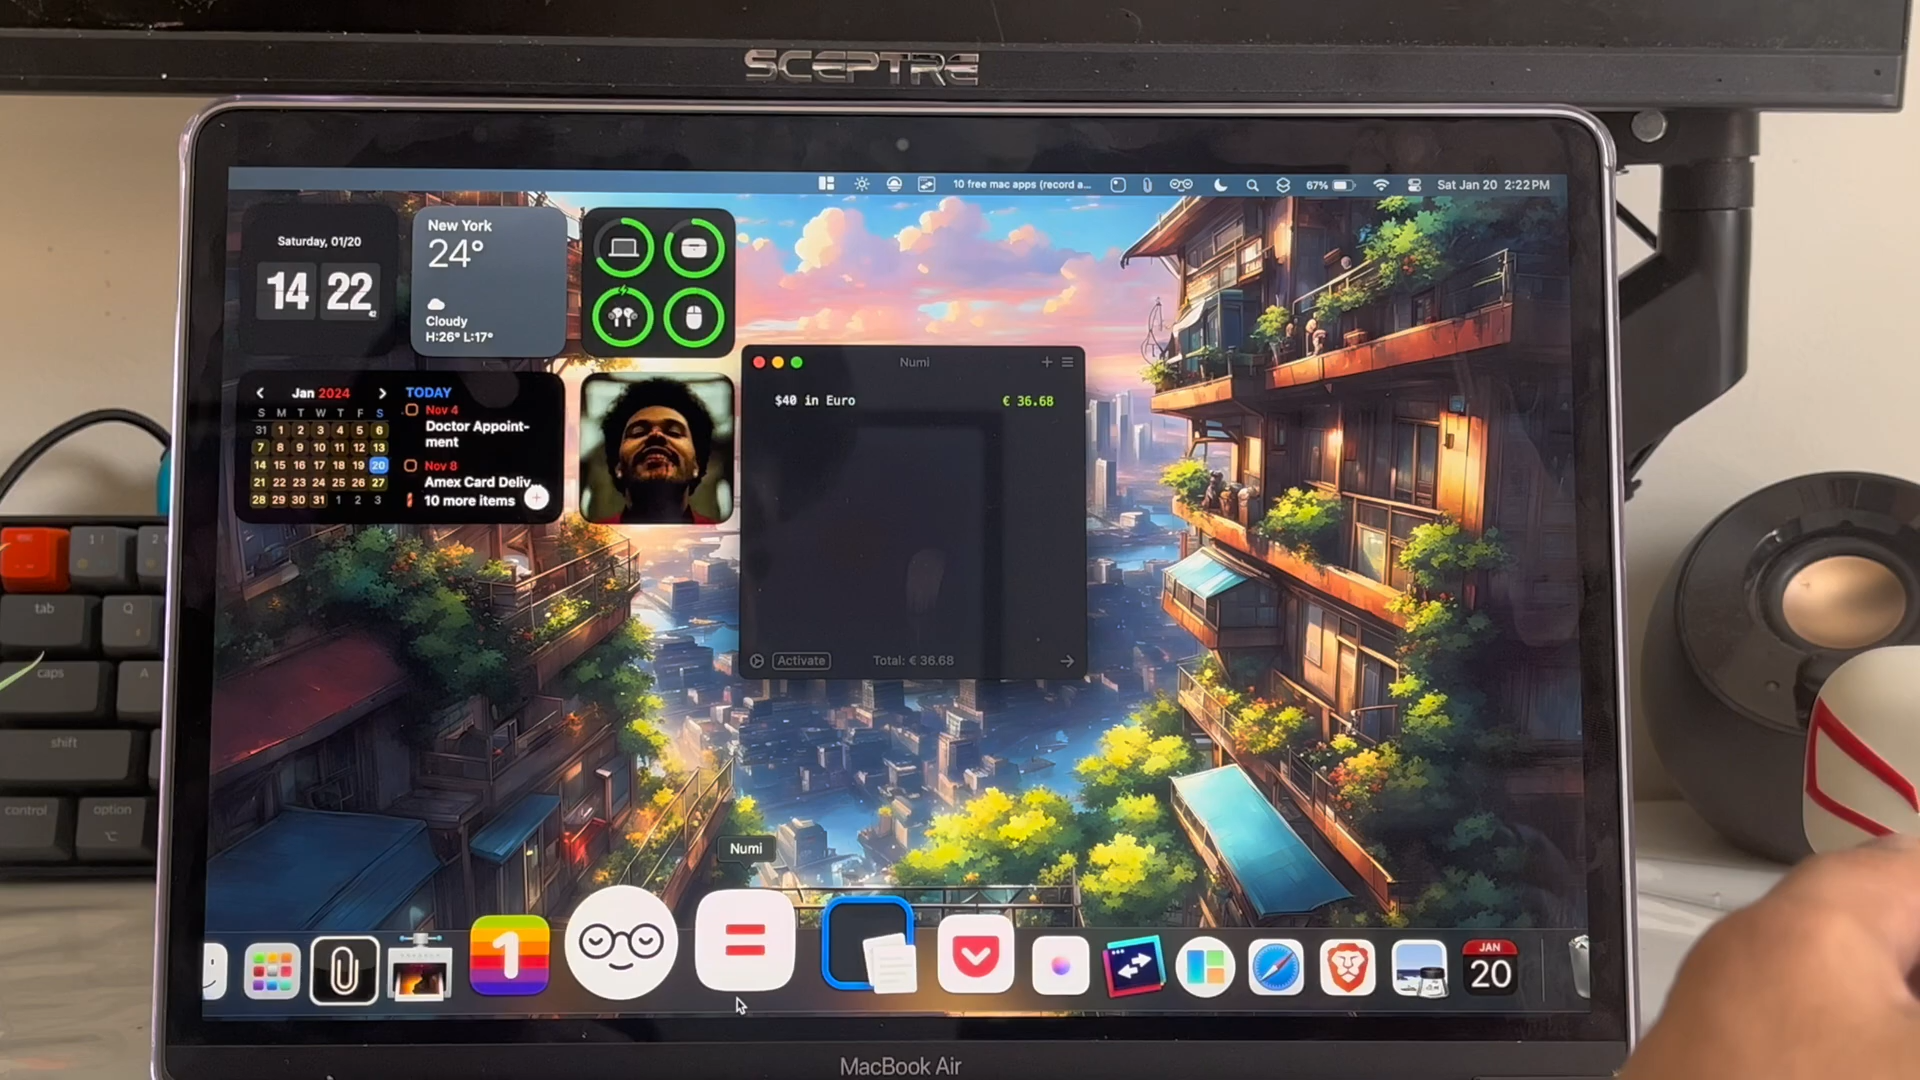 SCEPTRE
10 free mac apps (record a...
67%
Sat Jan 20 2:22 PM
Saturday, 01/20
14 22
New York
24°
Cloudy
H:26° L:17°
Jan 2024
S M T W T F S
31 1 2 3 4 5 6
7 8 9 10 11 12 13
14 15 16 17 18 19 20
21 22 23 24 25 26 27
28 29 30 31 1 2 3
TODAY
Nov 4
Doctor Appoint-
ment
Nov 8
Amex Card Deliv...
10 more items
Numi
$40 in Euro € 36.68
Activate
Total: € 36.68
Numi
1
JAN
20
MacBook Air
1 !
2
tab
Q
caps
A
shift
control
option